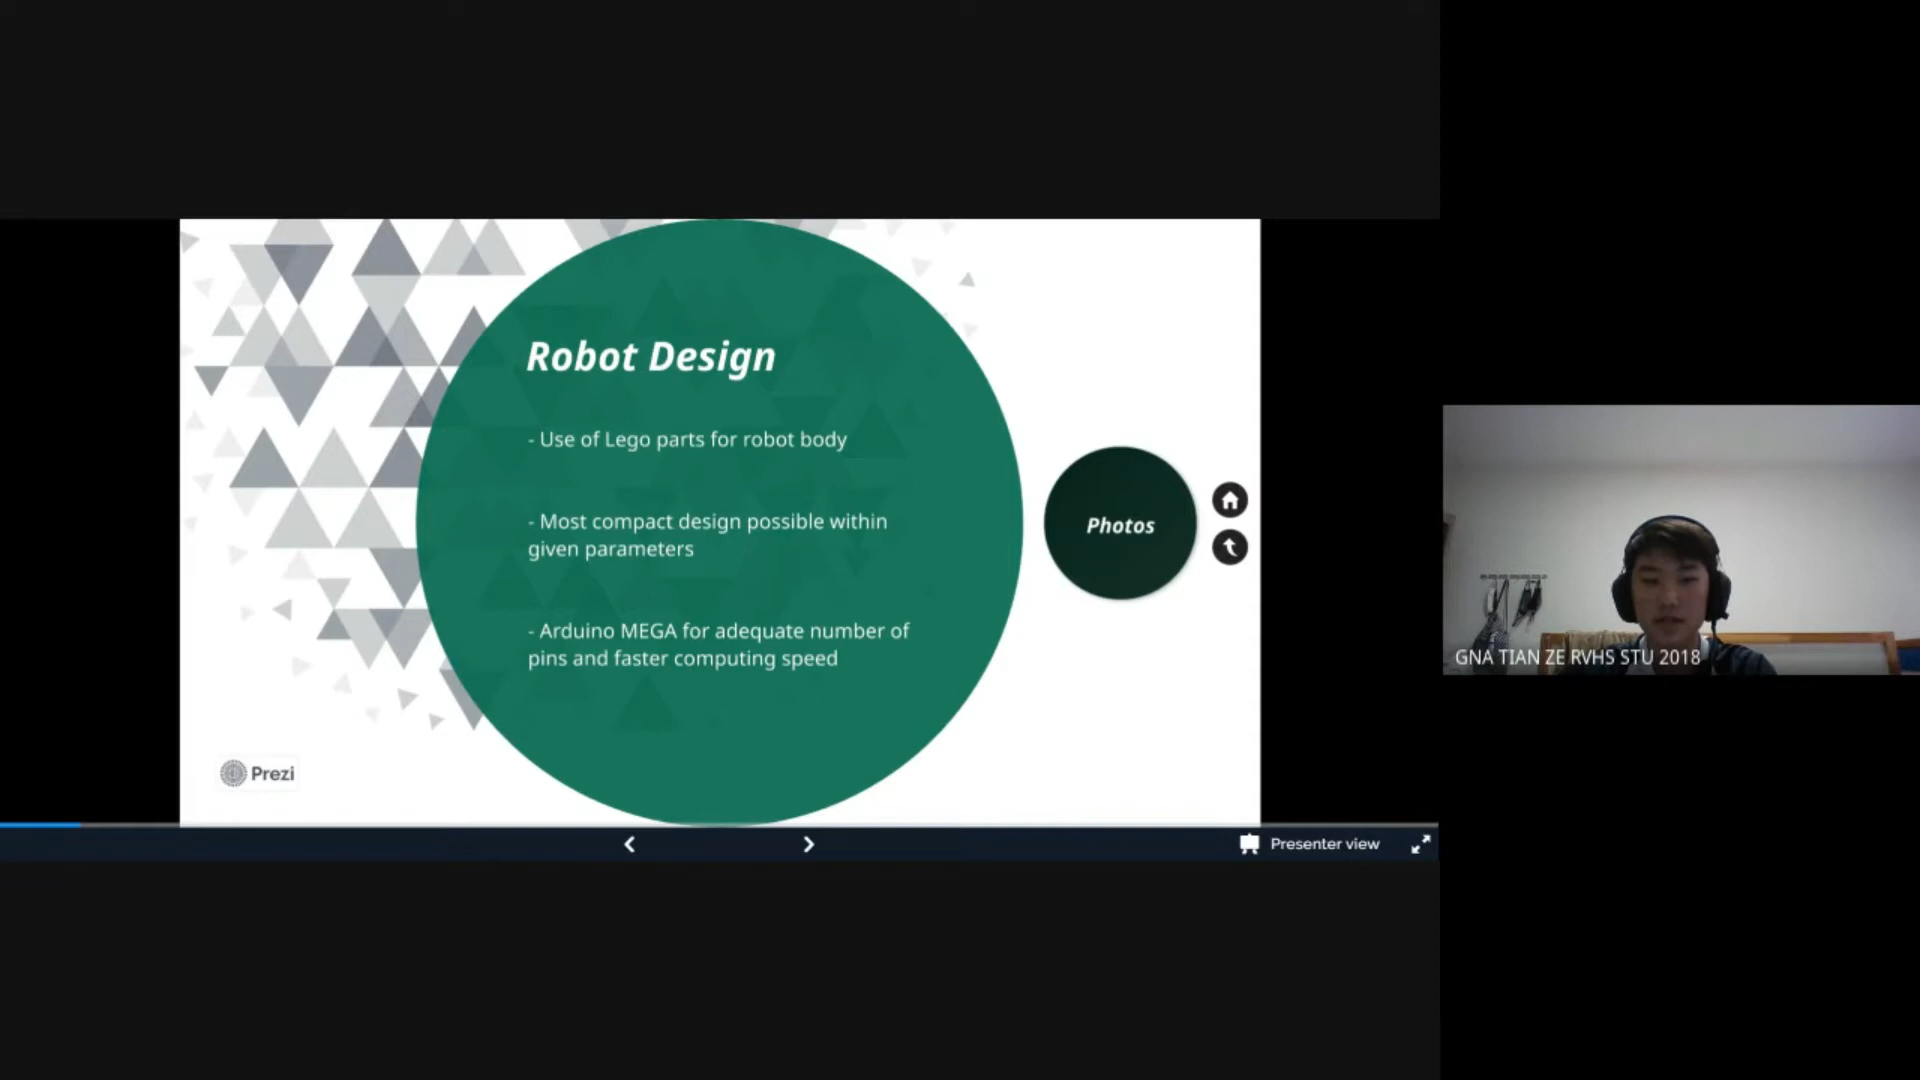 Robot Design
- Use of Lego parts for robot body
- Most compact design possible within
given parameters
- Arduino MEGA for adequate number of
pins and faster computing speed
Photos
Prezi
Presenter view
GNA TIAN ZE RVHS STU 2018